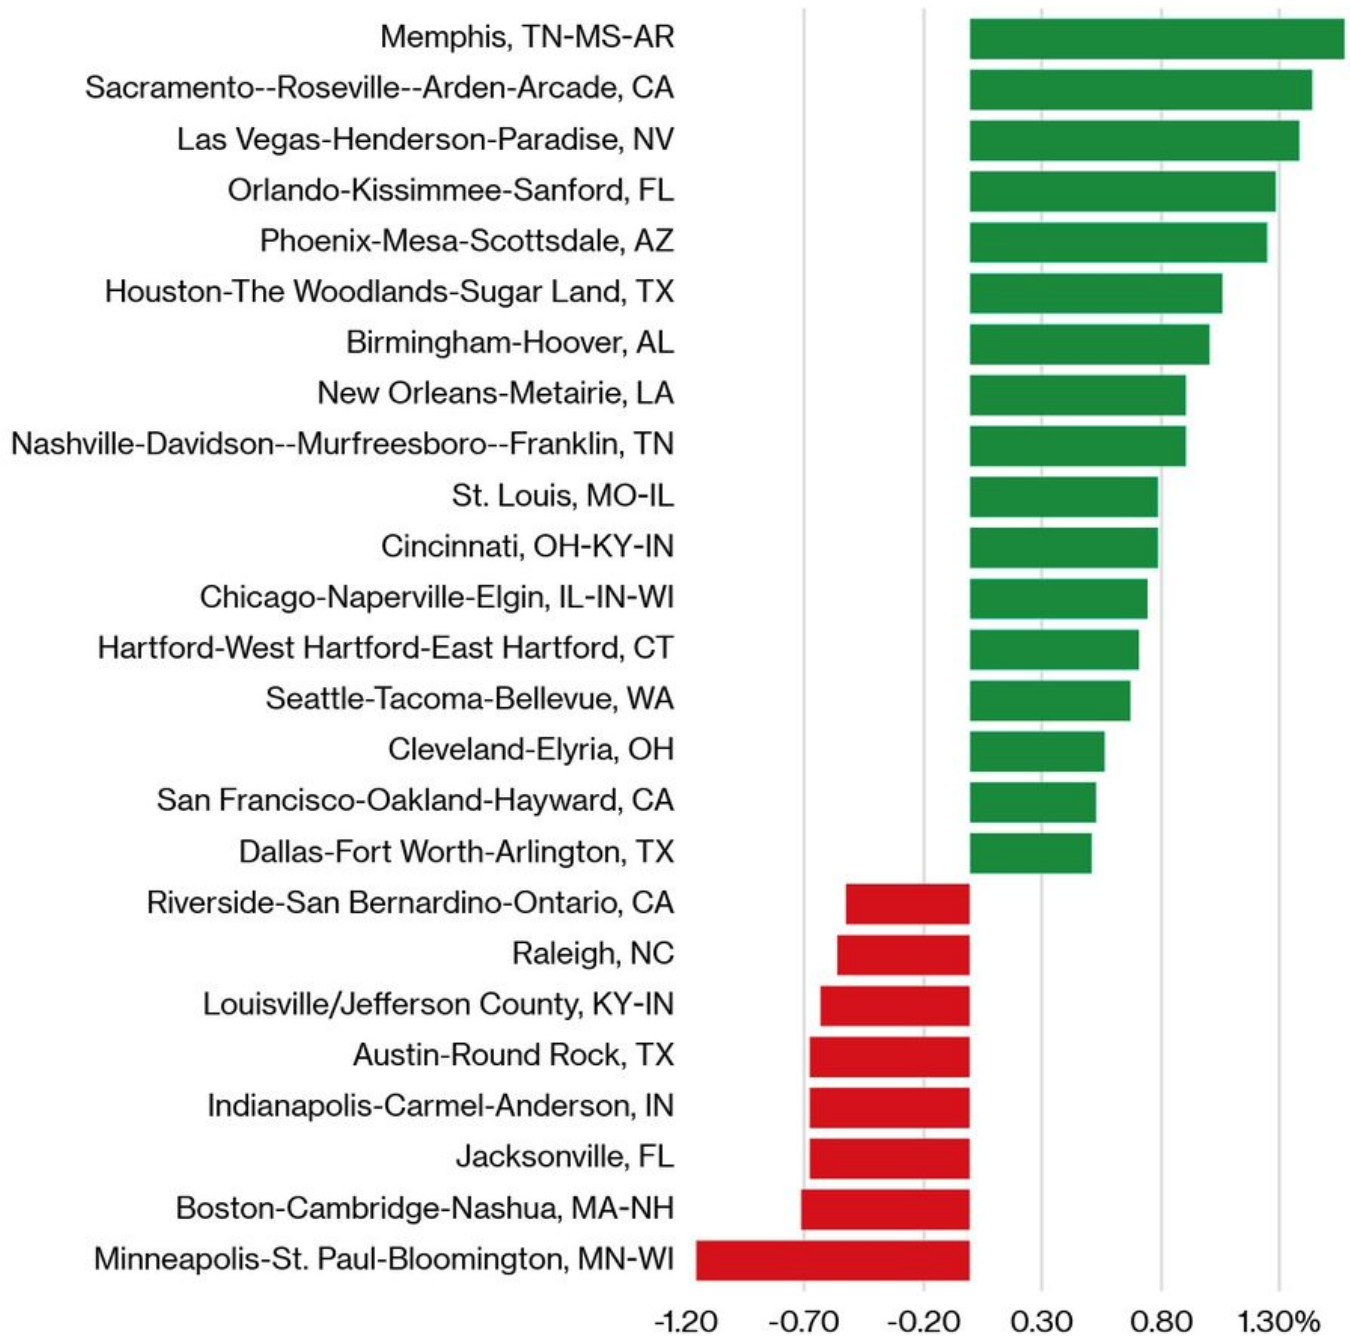 Memphis, TN-MS-AR
Sacramento--Roseville--Arden-Arcade, CA
Las Vegas-Henderson-Paradise, NV
Orlando-Kissimmee-Sanford, FL
Phoenix-Mesa-Scottsdale, AZ
Houston-The Woodlands-Sugar Land, TX
Birmingham-Hoover, AL
New Orleans-Metairie, LA
Nashville-Davidson--Murfreesboro--Franklin, TN
St. Louis, MO-IL
Cincinnati, OH-KY-IN
Chicago-Naperville-Elgin, IL-IN-WI
Hartford-West Hartford-East Hartford, CT
Seattle-Tacoma-Bellevue, WA
Cleveland-Elyria, OH
San Francisco-Oakland-Hayward, CA
Dallas-Fort Worth-Arlington, TX
Riverside-San Bernardino-Ontario, CA
Raleigh, NC
Louisville/Jefferson County, KY-IN
Austin-Round Rock, TX
Indianapolis-Carmel-Anderson, IN
Jacksonville, FL
Boston-Cambridge-Nashua, MA-NH
Minneapolis-St. Paul-Bloomington, MN-WI
-1.20 -0.70 -0.20 0.30 0.80 1.30%